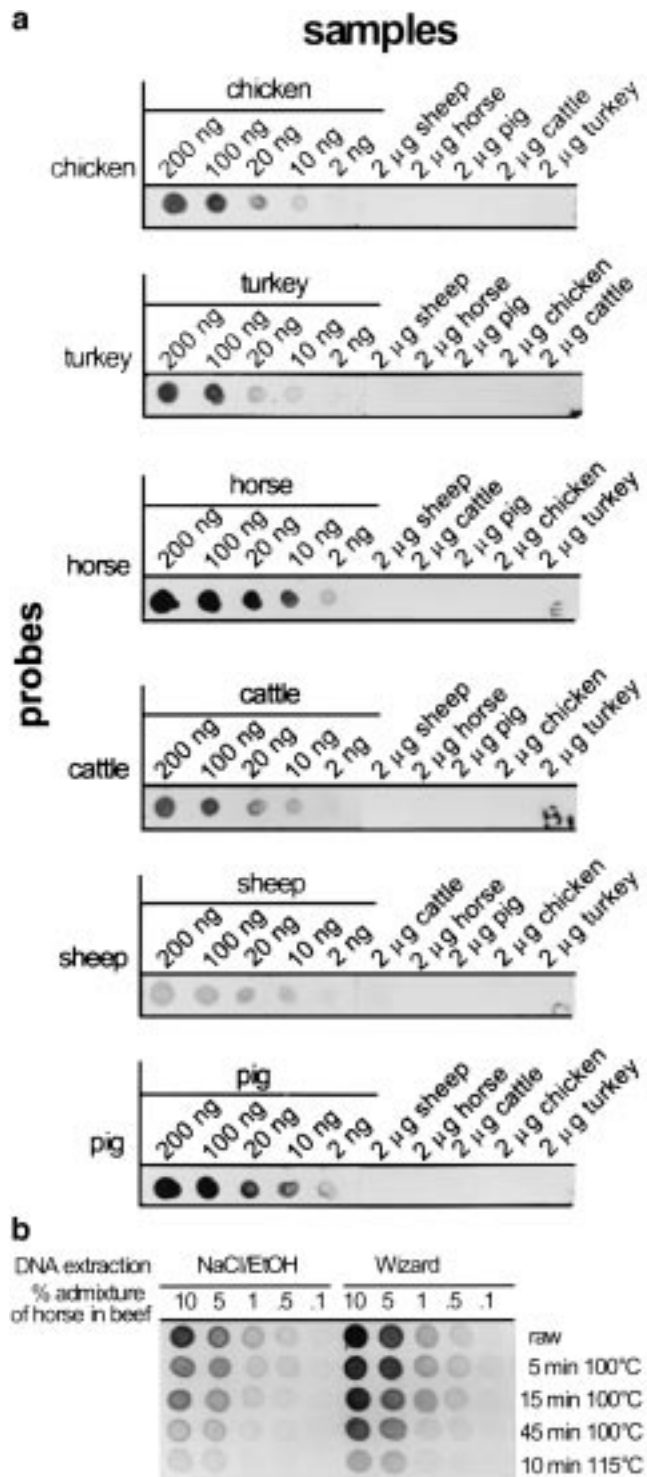 a
samples
probes
chicken
200 ng 100 ng 20 ng 10 ng 2 ng 2 µg sheep 2 µg horse 2 µg pig 2 µg cattle 2 µg turkey
chicken
turkey
200 ng 100 ng 20 ng 10 ng 2 ng 2 µg sheep 2 µg horse 2 µg pig 2 µg chicken 2 µg cattle
turkey
horse
200 ng 100 ng 20 ng 10 ng 2 ng 2 µg sheep 2 µg cattle 2 µg pig 2 µg chicken 2 µg turkey
horse
cattle
200 ng 100 ng 20 ng 10 ng 2 ng 2 µg sheep 2 µg horse 2 µg pig 2 µg chicken 2 µg turkey
cattle
sheep
200 ng 100 ng 20 ng 10 ng 2 ng 2 µg cattle 2 µg horse 2 µg pig 2 µg chicken 2 µg turkey
sheep
pig
200 ng 100 ng 20 ng 10 ng 2 ng 2 µg sheep 2 µg horse 2 µg cattle 2 µg chicken 2 µg turkey
pig
b
DNA extraction NaCl/EtOH Wizard
% admixture
of horse in beef 10 5 1 .5 .1 10 5 1 .5 .1
raw
5 min 100°C
15 min 100°C
45 min 100°C
10 min 115°C